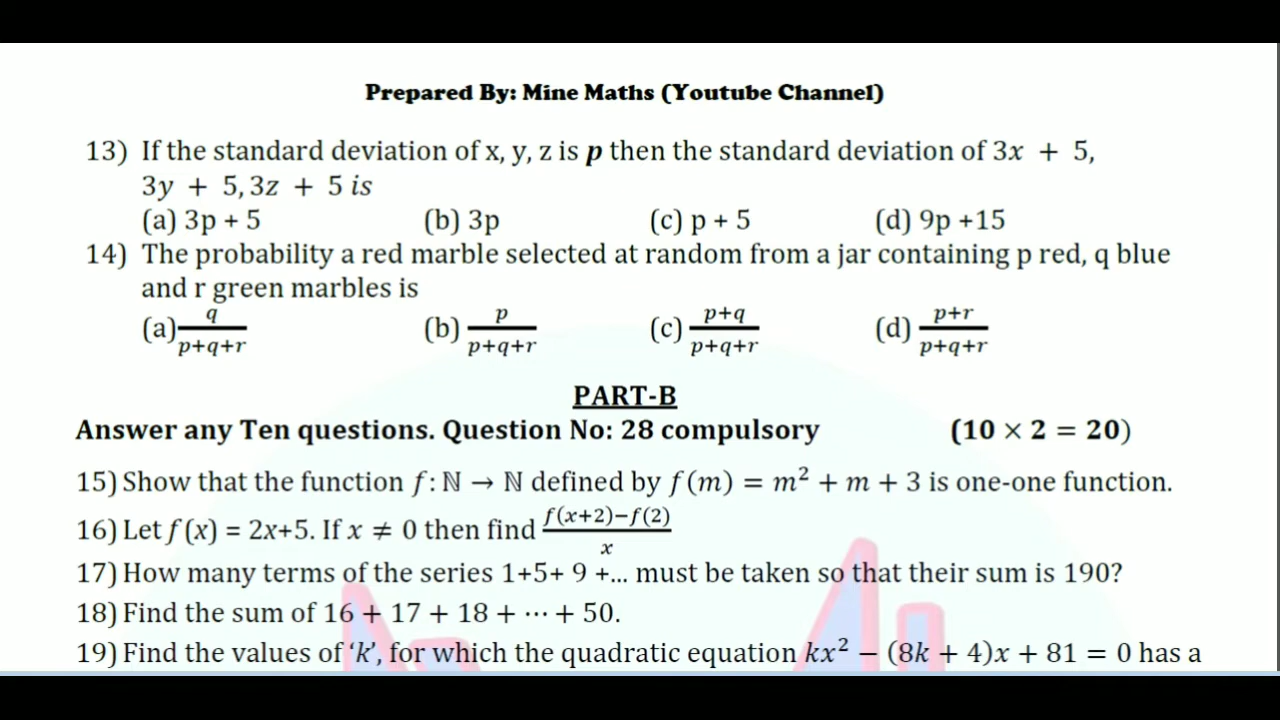 Prepared By: Mine Maths (Youtube Channel)
13) If the standard deviation of x, y, z is p then the standard deviation of 3x + 5,
3y + 5, 3z + 5 is
(a) 3p + 5 (b) 3p (c) p + 5 (d) 9p +15
14) The probability a red marble selected at random from a jar containing p red, q blue
and r green marbles is
(a) q/(p+q+r) (b) p/(p+q+r) (c) (p+q)/(p+q+r) (d) (p+r)/(p+q+r)
PART-B
Answer any Ten questions. Question No: 28 compulsory (10 × 2 = 20)
15) Show that the function f: ℕ → ℕ defined by f(m) = m² + m + 3 is one-one function.
16) Let f(x) = 2x+5. If x ≠ 0 then find (f(x+2)−f(2))/x
17) How many terms of the series 1+5+ 9 +... must be taken so that their sum is 190?
18) Find the sum of 16 + 17 + 18 + ⋯ + 50.
19) Find the values of ‘k’, for which the quadratic equation kx² − (8k + 4)x + 81 = 0 has a